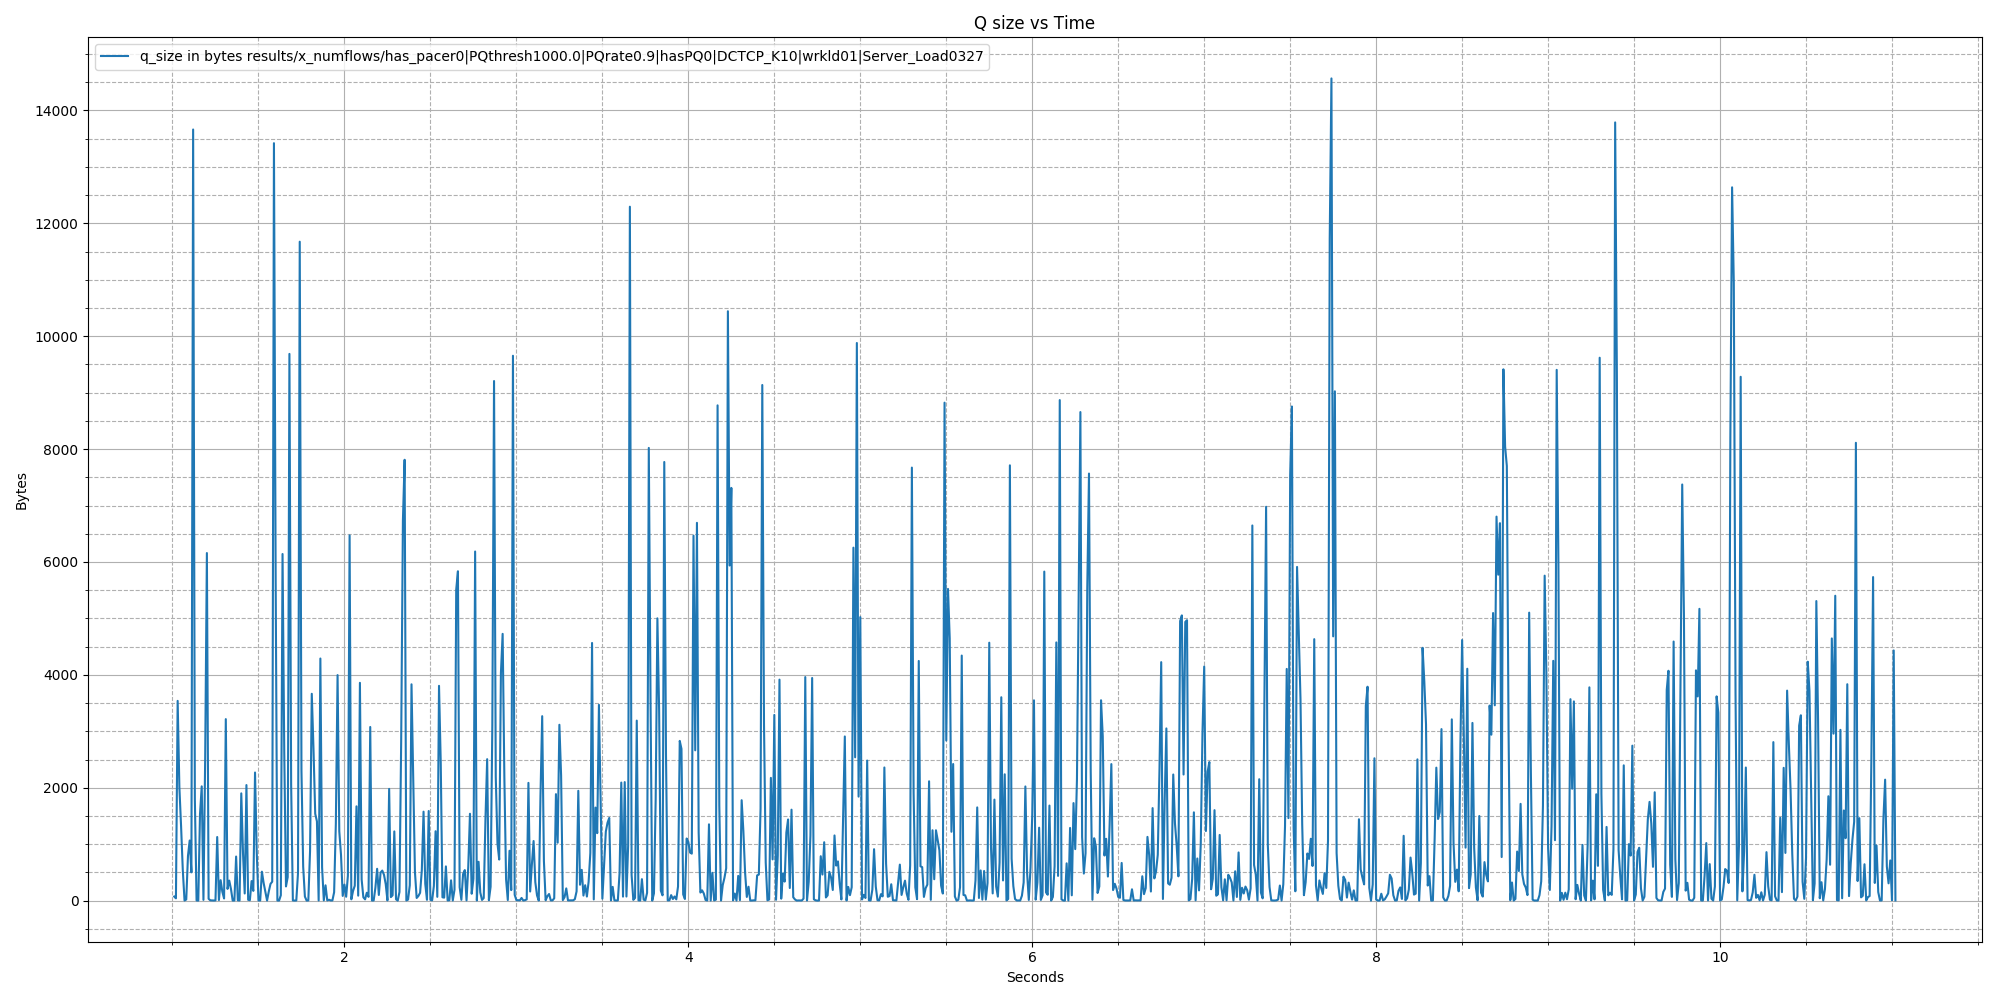 Q size vs Time
q_size in bytes results/x_numflows/has_pacer0|PQthresh1000.0|PQrate0.9|hasPQ0|DCTCP_K10|wrkld01|Server_Load0327
14000
12000
10000
8000
6000
4000
2000
0
Bytes
2 4 6 8 10
Seconds